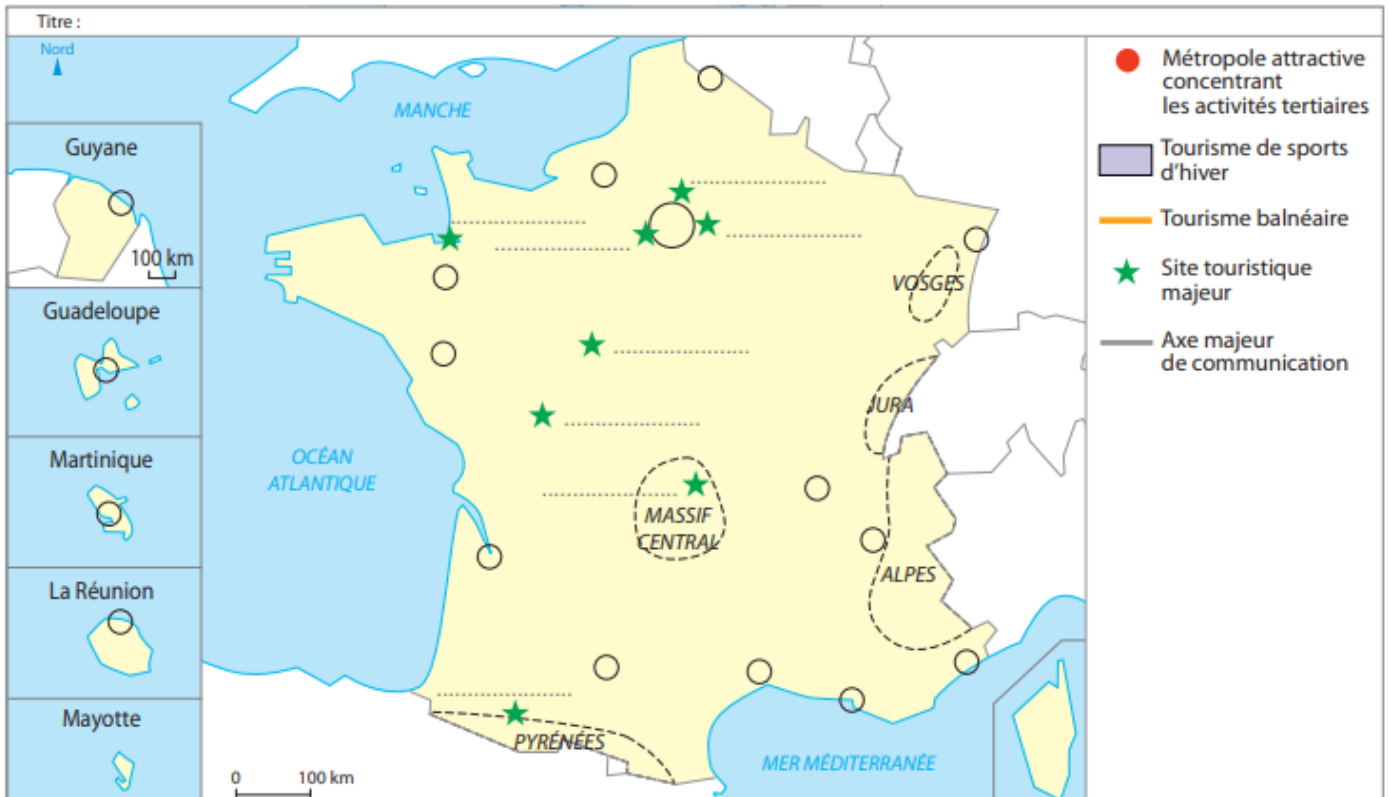 Titre :
Nord
MANCHE
Guyane
100 km
Guadeloupe
Martinique
La Réunion
Mayotte
OCÉAN
ATLANTIQUE
VOSGES
JURA
MASSIF
CENTRAL
ALPES
PYRÉNÉES
MER MÉDITERRANÉE
0 100 km
Métropole attractive
concentrant
les activités tertiaires
Tourisme de sports
d'hiver
Tourisme balnéaire
Site touristique
majeur
Axe majeur
de communication